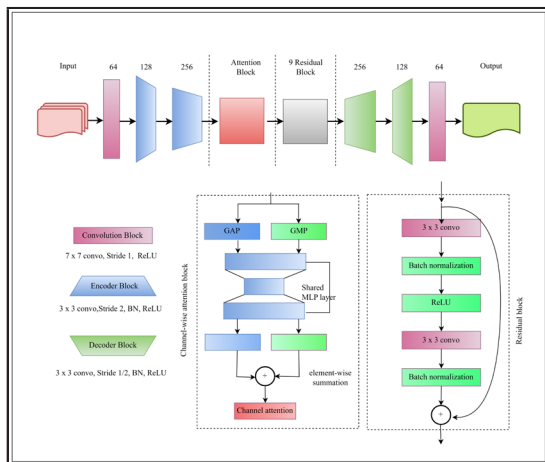 Input
64
128
256
Attention
Block
9 Residual
Block
256
128
64
Output
Convolution Block
7 x 7 convo, Stride 1, ReLU
Encoder Block
3 x 3 convo,Stride 2, BN, ReLU
Decoder Block
3 x 3 convo, Stride 1/2, BN, ReLU
Channel-wise attention block
GAP
GMP
Shared
MLP layer
+
element-wise
summation
Channel attention
3 x 3 convo
Batch normalization
ReLU
3 x 3 convo
Batch normalization
+
Residual block